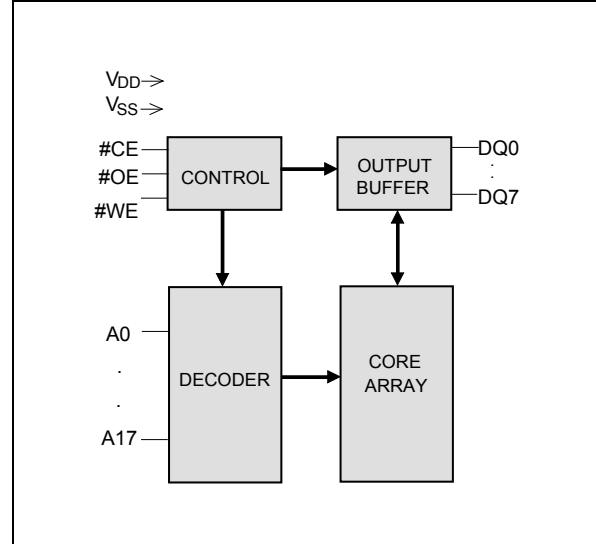 VDD
VSS
#CE
#OE
#WE
CONTROL
OUTPUT
BUFFER
DQ0
.
.
DQ7
A0
.
.
A17
DECODER
CORE
ARRAY